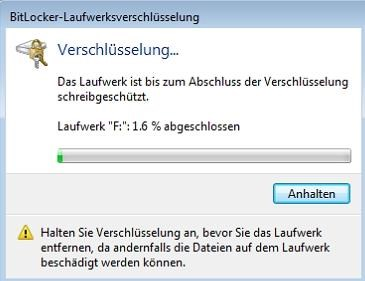 BitLocker-Laufwerksverschlüsselung
Verschlüsselung...
Das Laufwerk ist bis zum Abschluss der Verschlüsselung
schreibgeschützt.
Laufwerk "F:": 1.6 % abgeschlossen
Anhalten
Halten Sie Verschlüsselung an, bevor Sie das Laufwerk
entfernen, da andernfalls die Dateien auf dem Laufwerk
beschädigt werden können.